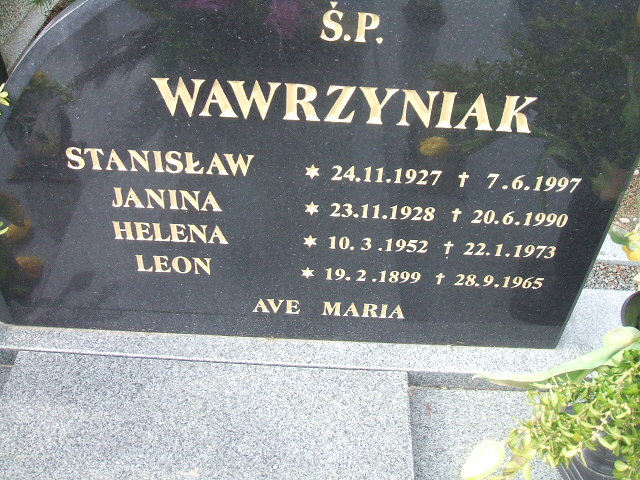 Ś.P.
WAWRZYNIAK
STANISŁAW ✶ 24.11.1927 † 7.6.1997
JANINA ✶ 23.11.1928 † 20.6.1990
HELENA ✶ 10.3.1952 † 22.1.1973
LEON ✶ 19.2.1899 † 28.9.1965
AVE MARIA